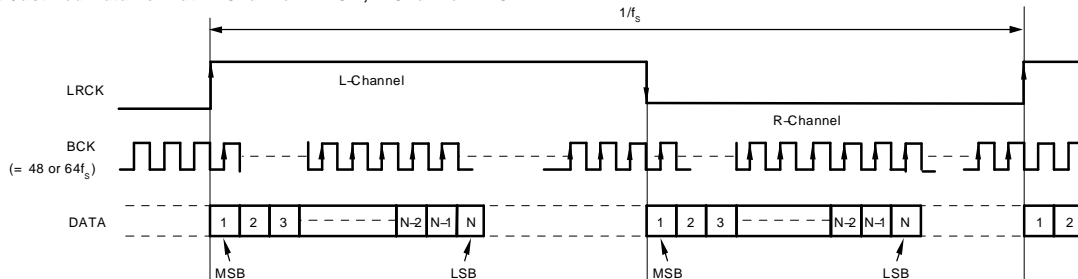 1/fs
LRCK
L-Channel
R-Channel
BCK
(= 48 or 64fs)
DATA
1 2 3 N-2 N-1 N 1 2 3 N-2 N-1 N 1 2
MSB LSB MSB LSB